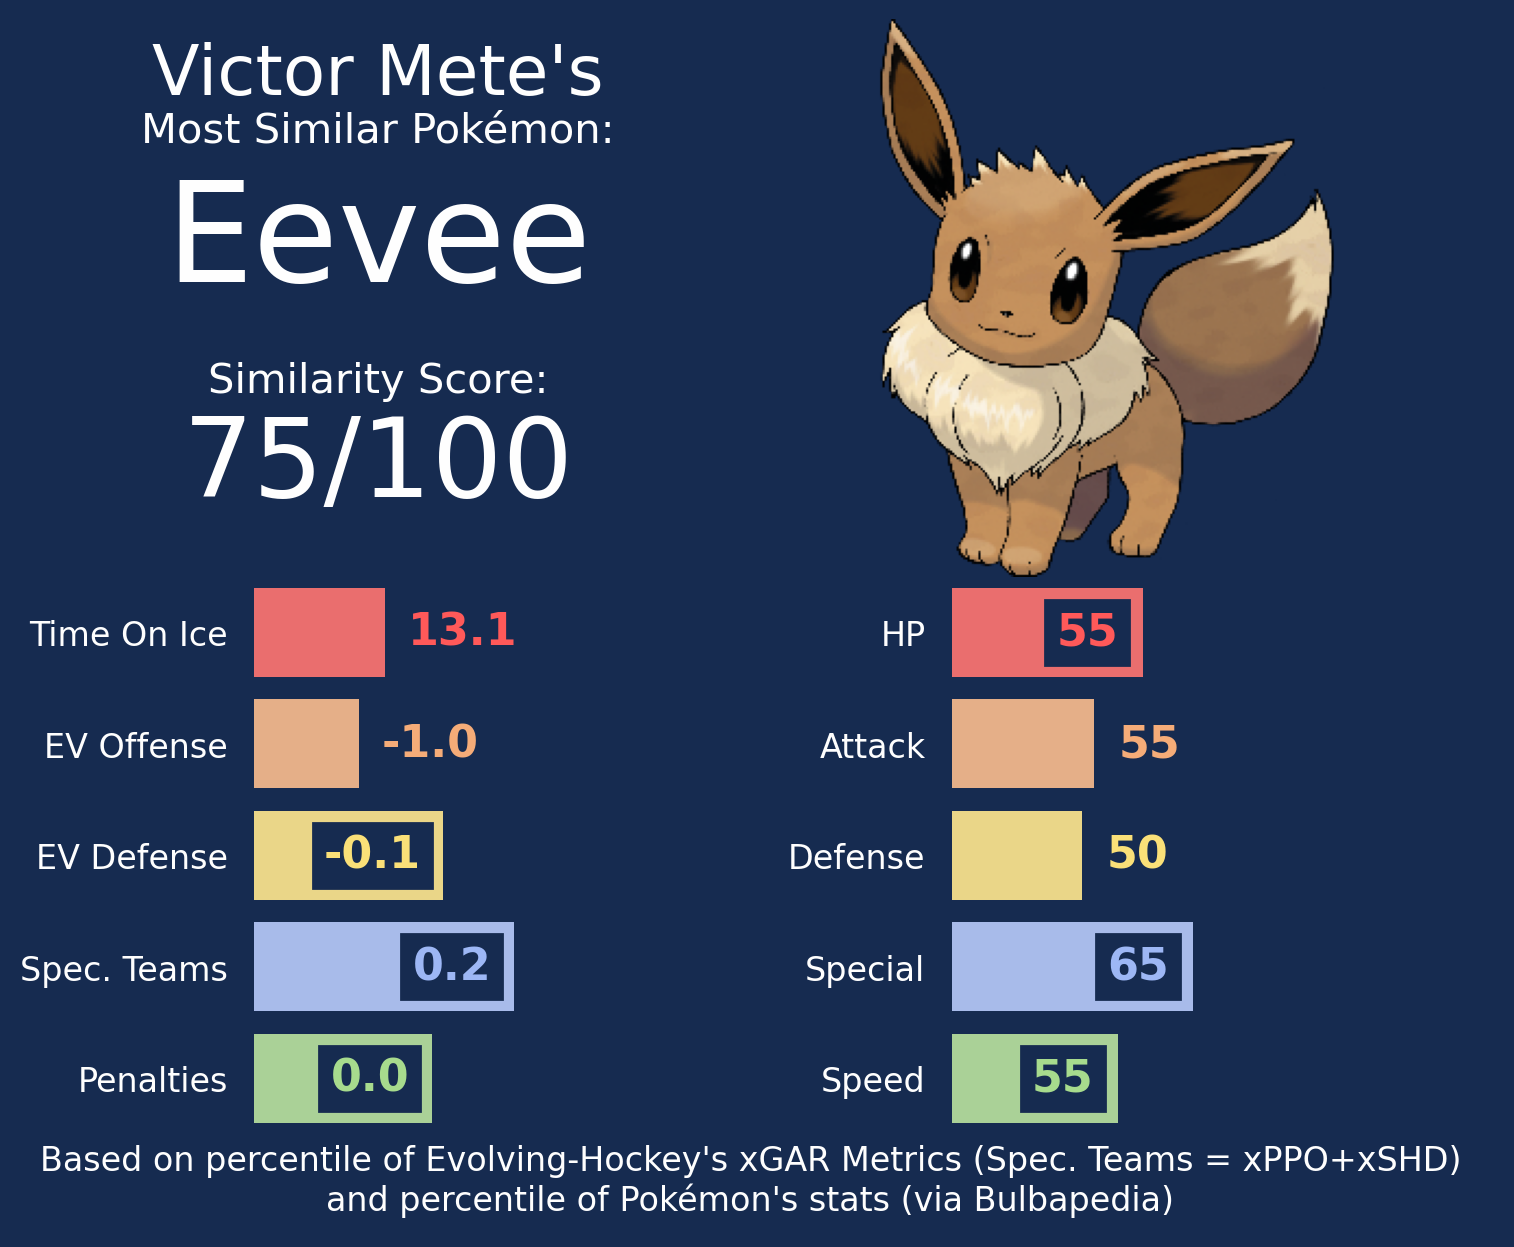 Victor Mete's
Most Similar Pokémon:
Eevee
Similarity Score:
75/100
Time On Ice 13.1
EV Offense -1.0
EV Defense -0.1
Spec. Teams 0.2
Penalties 0.0
HP 55
Attack 55
Defense 50
Special 65
Speed 55
Based on percentile of Evolving-Hockey's xGAR Metrics (Spec. Teams = xPPO+xSHD)
and percentile of Pokémon's stats (via Bulbapedia)